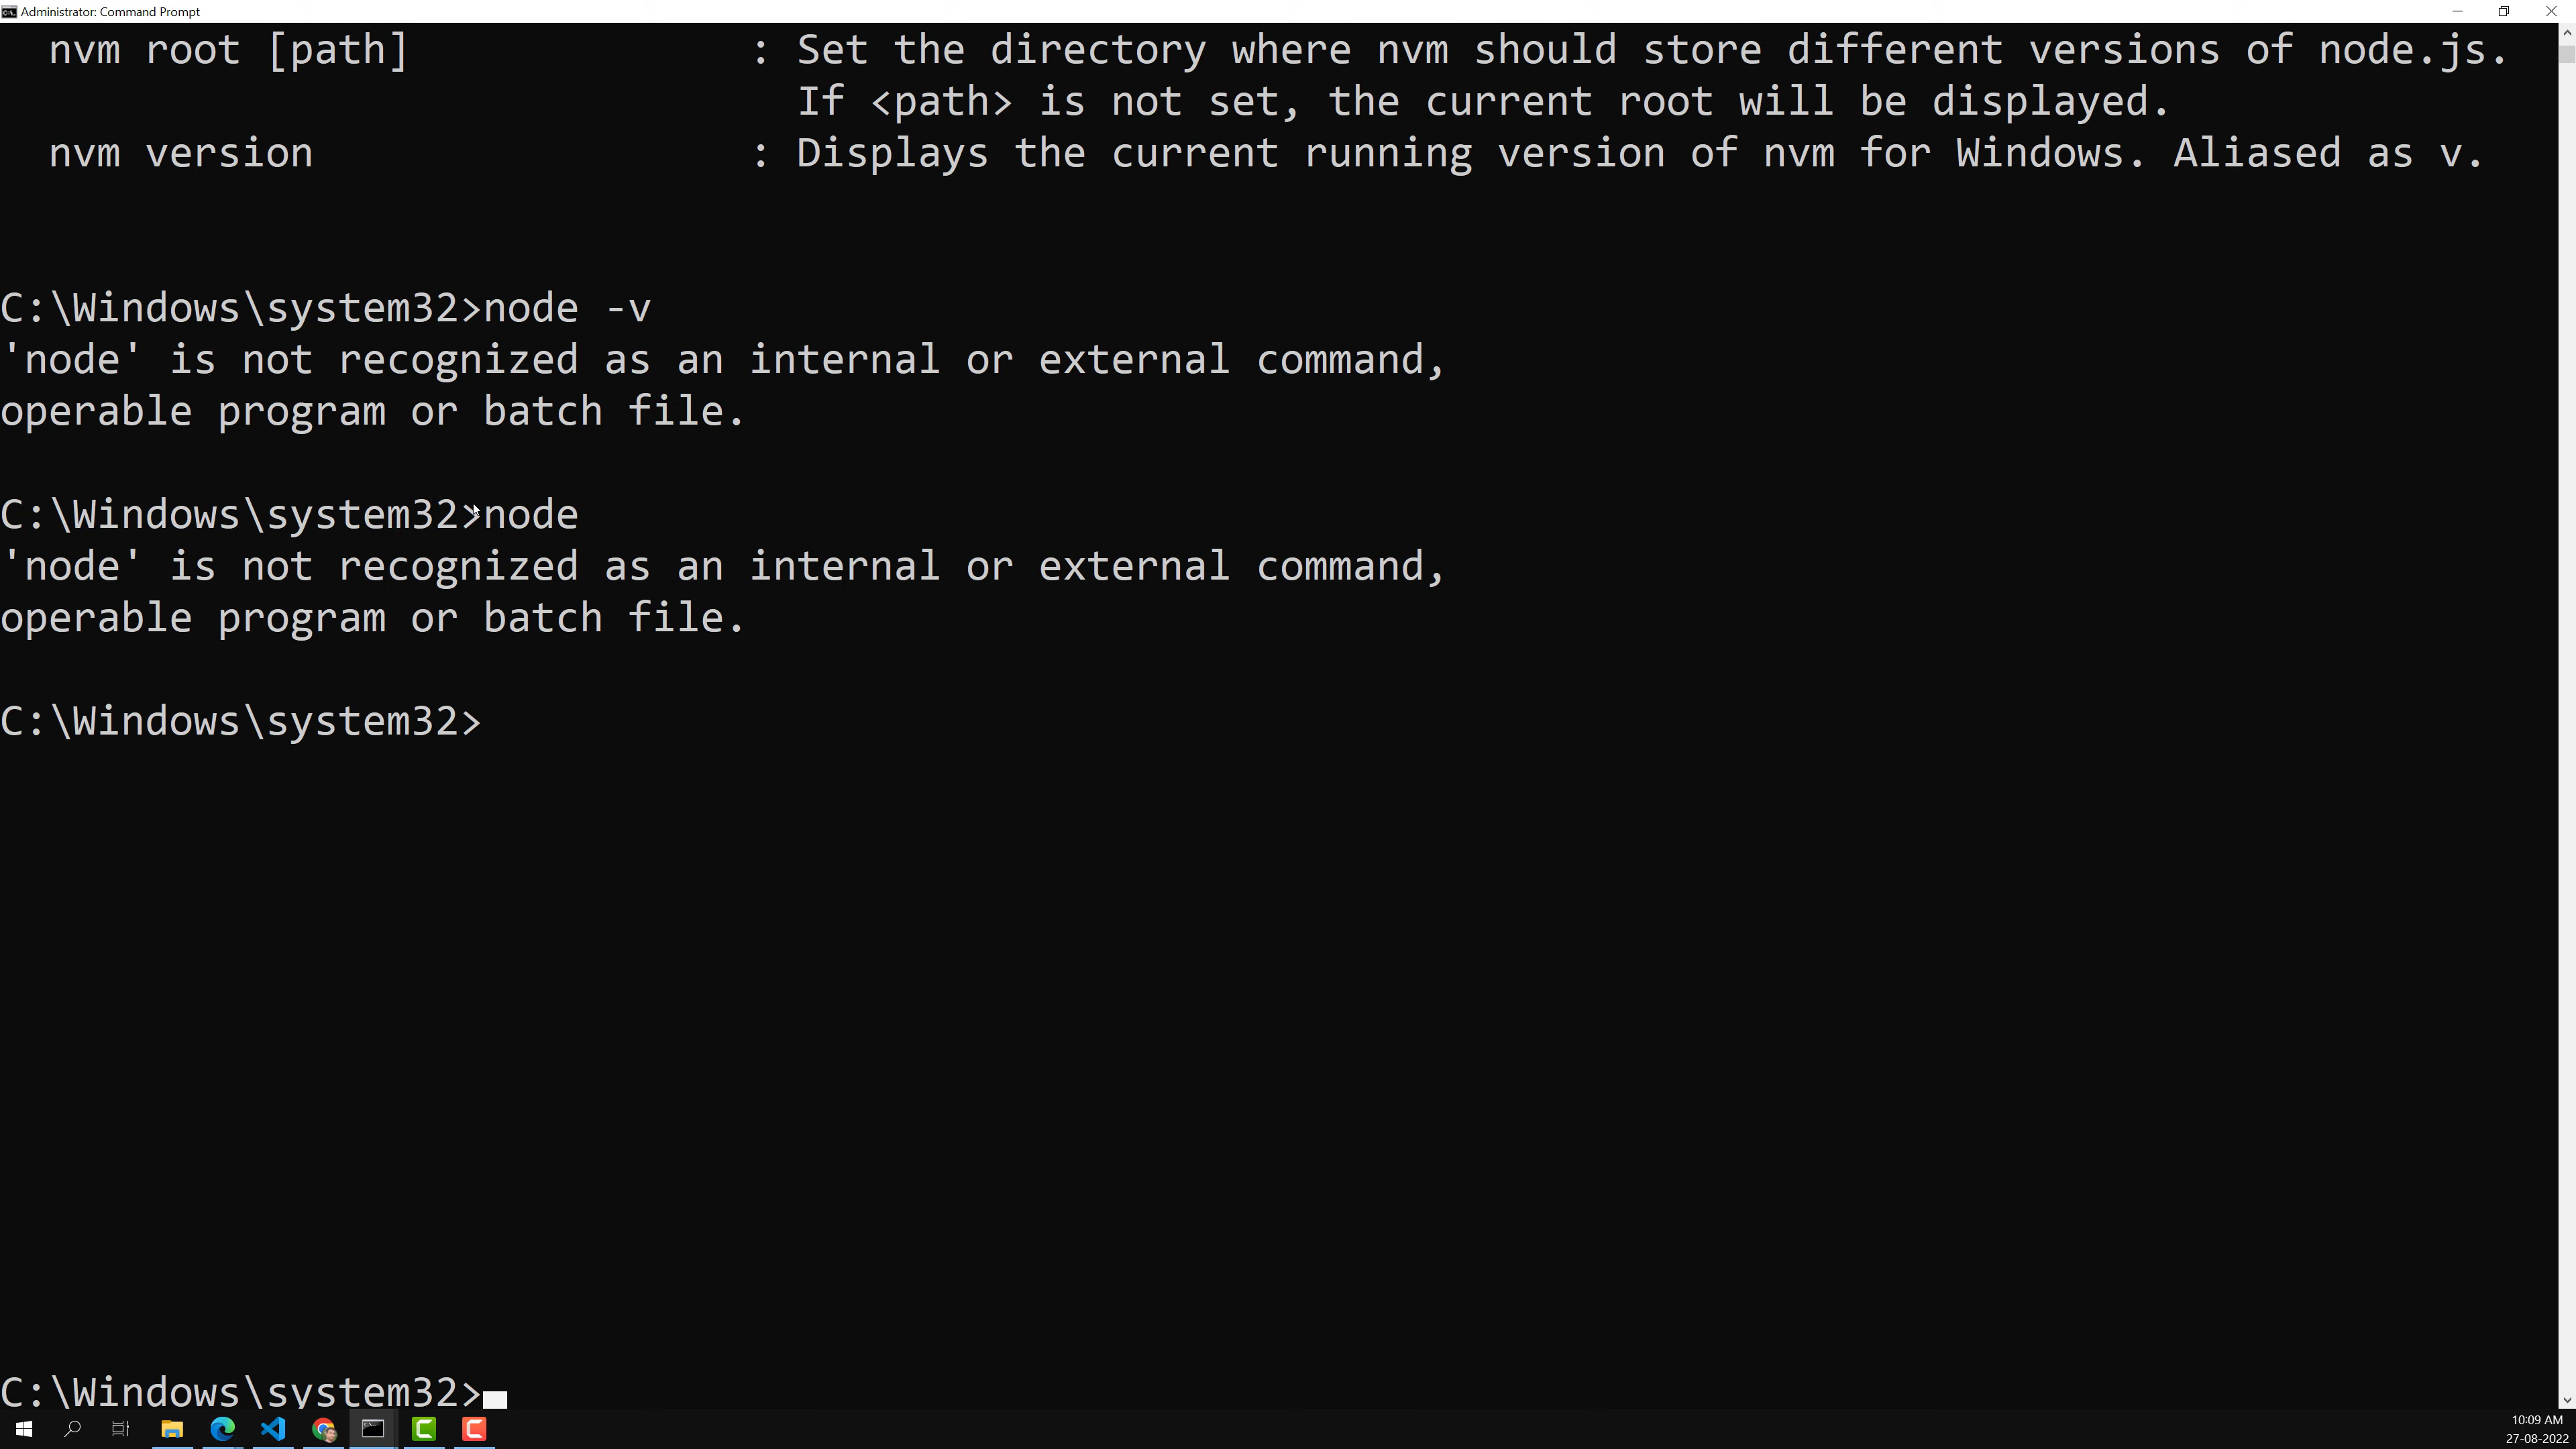 Administrator: Command Prompt
nvm root [path] : Set the directory where nvm should store different versions of node.js.
If <path> is not set, the current root will be displayed.
nvm version : Displays the current running version of nvm for Windows. Aliased as v.
C:\Windows\system32>node -v
'node' is not recognized as an internal or external command,
operable program or batch file.
C:\Windows\system32>node
'node' is not recognized as an internal or external command,
operable program or batch file.
C:\Windows\system32>
C:\Windows\system32>
10:09 AM
27-08-2022